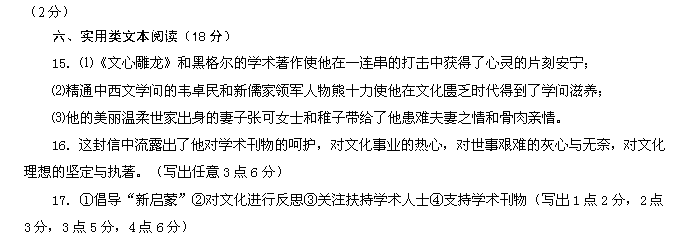 （2分）
六、实用类文本阅读（18 分）
15. ⑴《文心雕龙》和黑格尔的学术著作使他在一连串的打击中获得了心灵的片刻安宁；
⑵精通中西文学问的韦卓民和新儒家领军人物熊十力使他在文化匮乏时代得到了学问滋养；
⑶他的美丽温柔世家出身的妻子张可女士和稚子带给了他患难夫妻之情和骨肉亲情。
16．这封信中流露出了他对学术刊物的呵护，对文化事业的热心，对世事艰难的灰心与无奈，对文化
理想的坚定与执著。（写出任意 3 点 6 分）
17．①倡导“新启蒙”②对文化进行反思③关注扶持学术人士④支持学术刊物（写出 1 点 2 分，2 点
3 分，3 点 5 分，4 点 6 分）